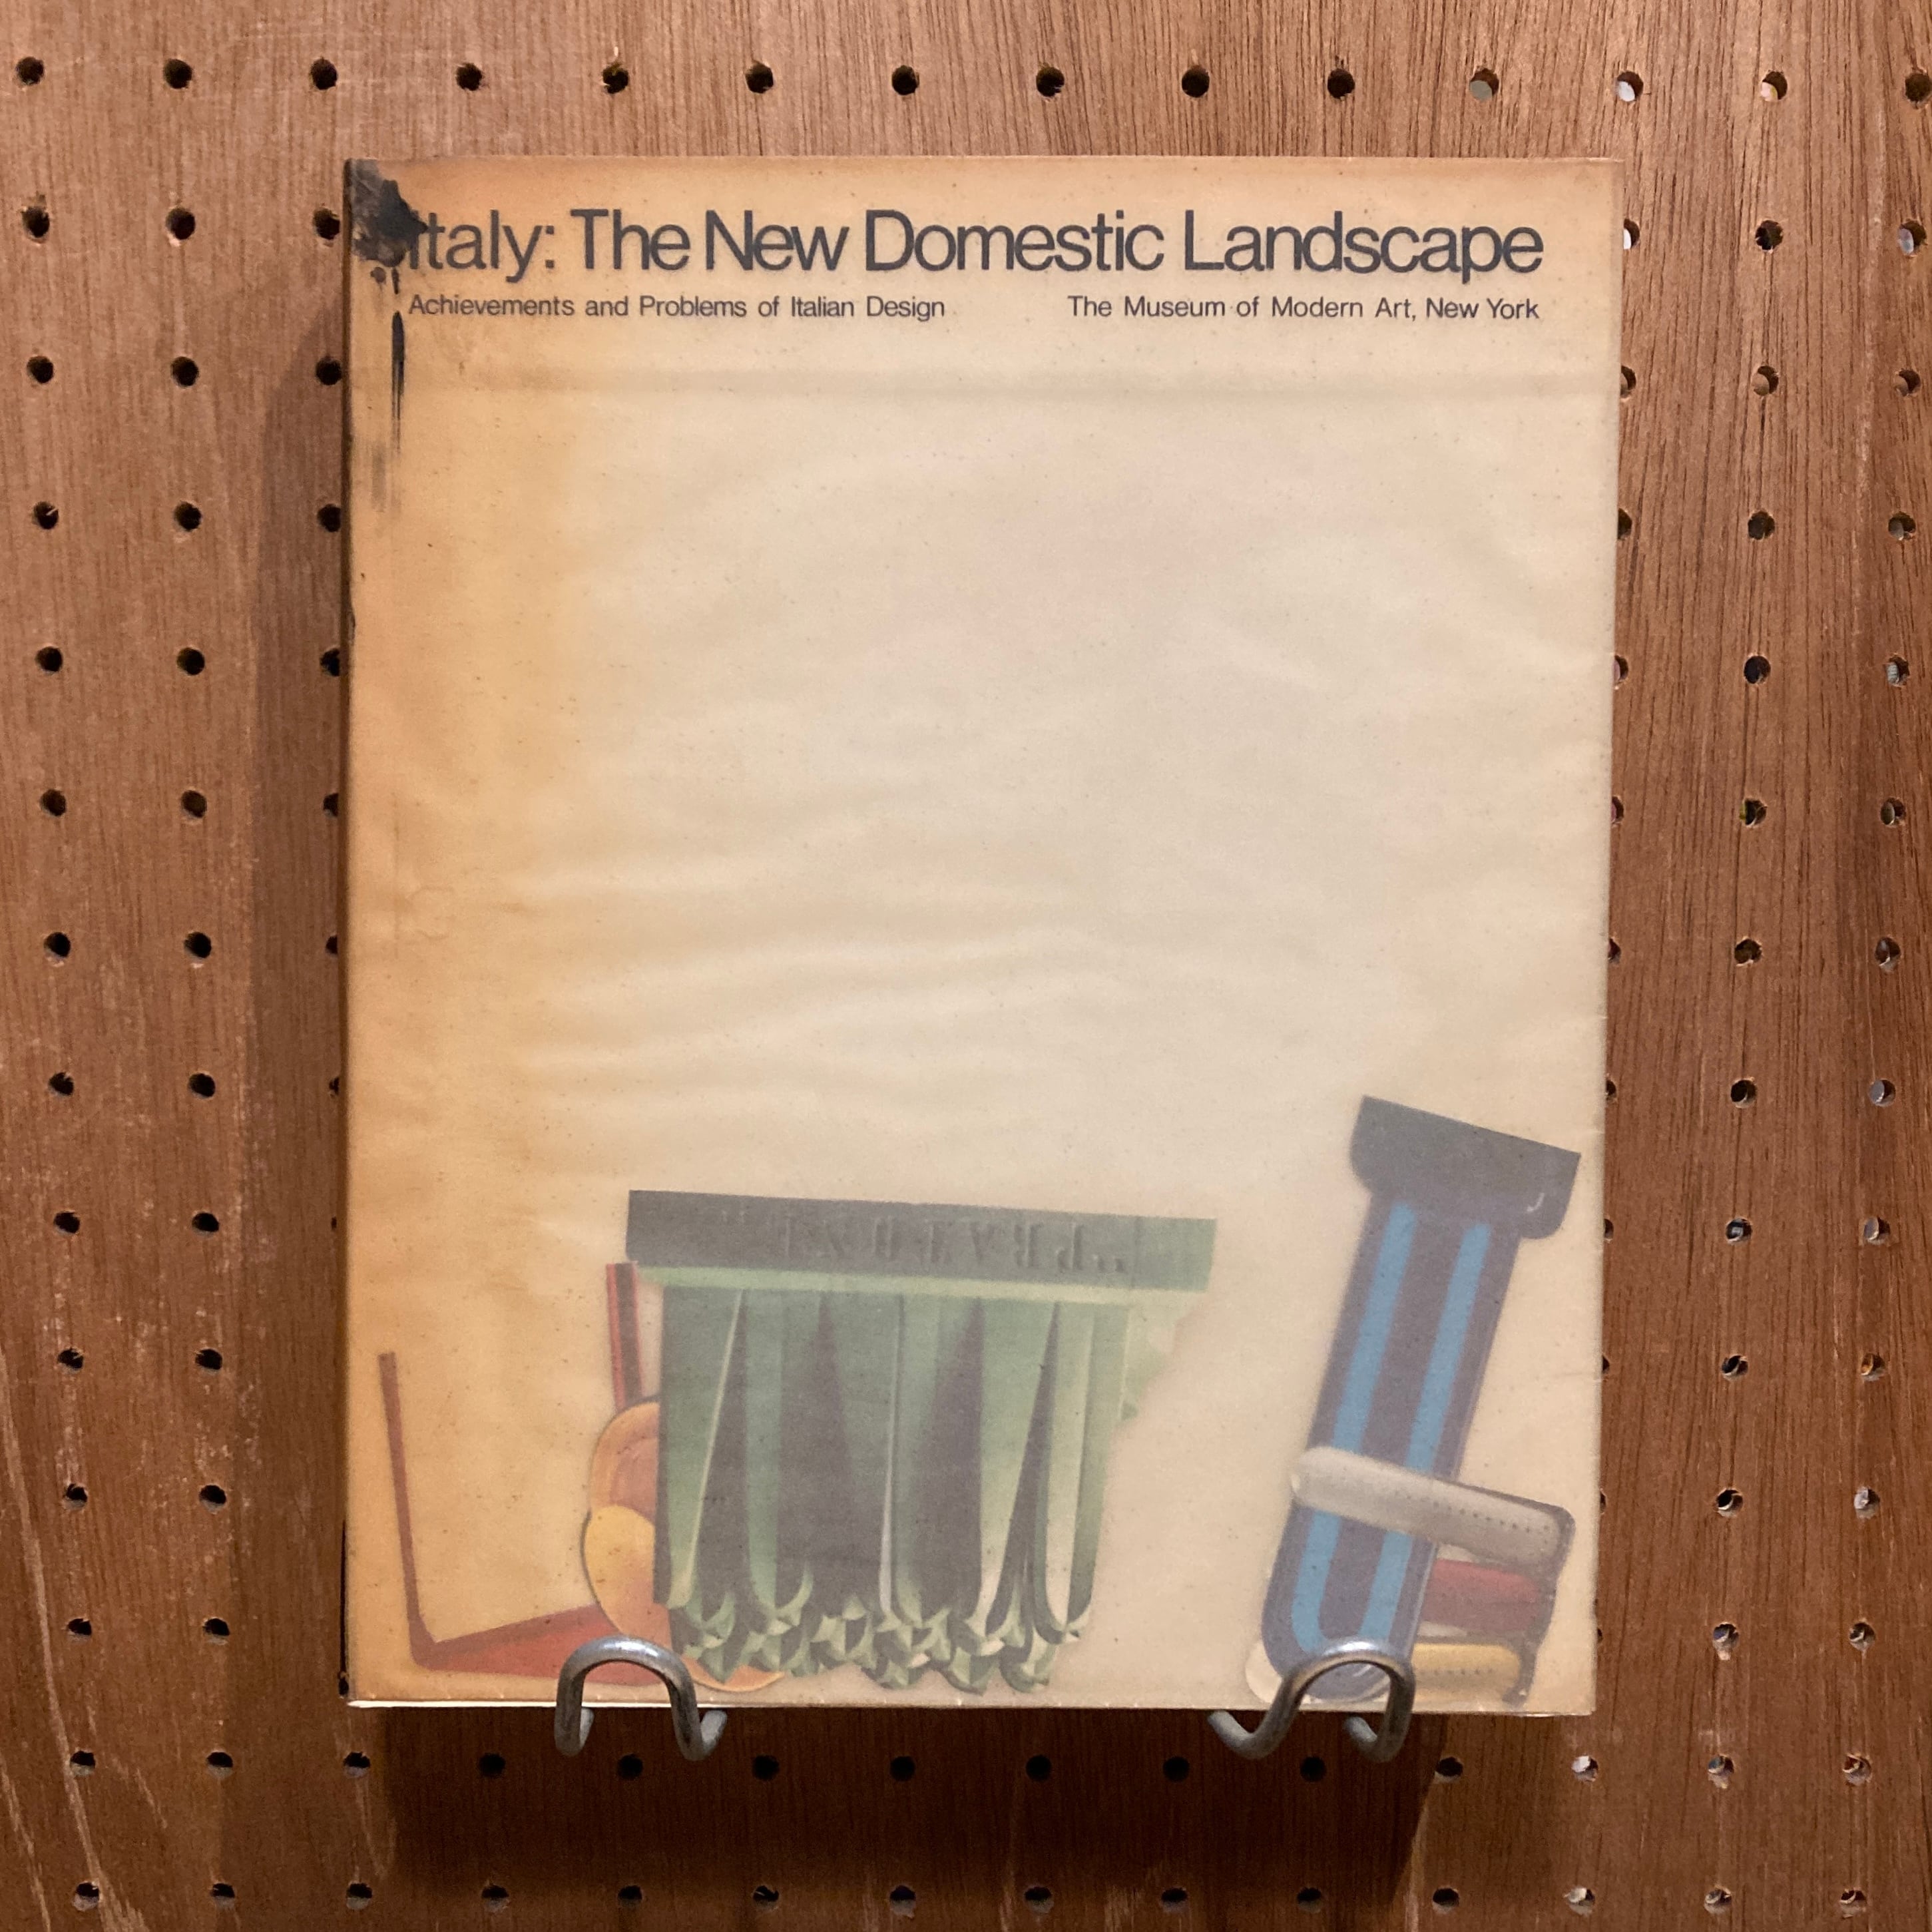 Italy: The New Domestic Landscape
Achievements and Problems of Italian Design
The Museum of Modern Art, New York